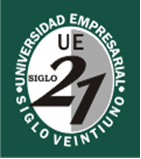 •UNIVERSIDAD EMPRESARIAL•
UE
SIGLO
21
SIGLO VEINTIUNO